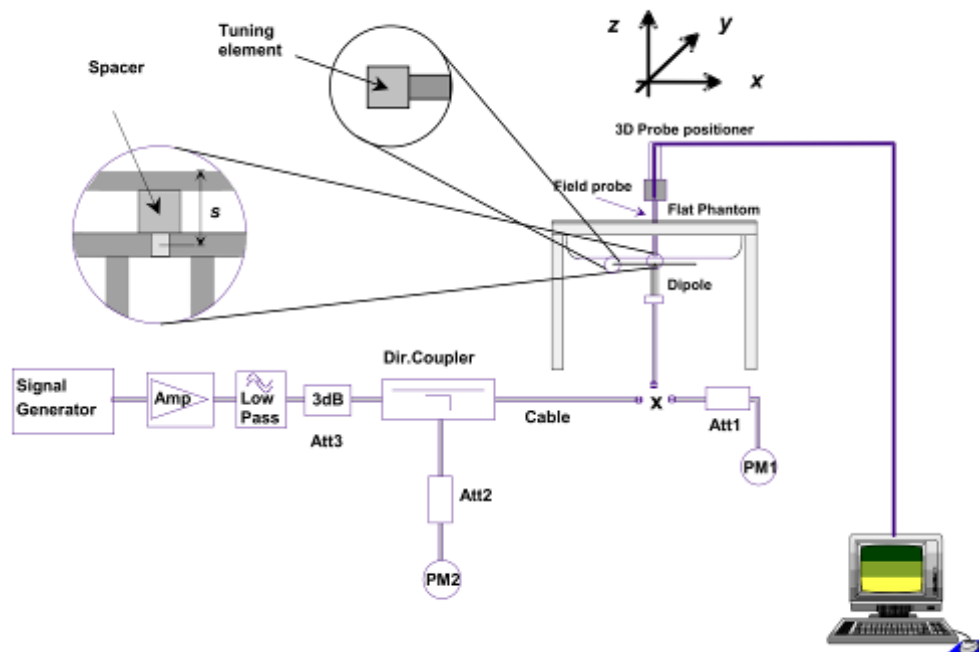 Tuning
element
z
y
x
Spacer
3D Probe positioner
Field probe
s
Flat Phantom
Dipole
Dir.Coupler
Signal
Generator
Amp
Low
Pass
3dB
Att3
Cable
x
Att1
PM1
Att2
PM2